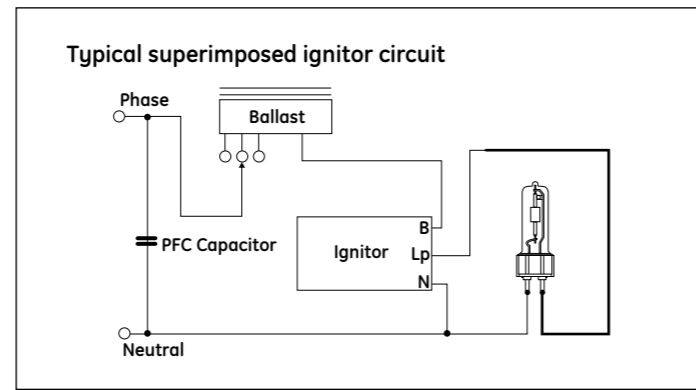 Typical superimposed ignitor circuit
Phase
Ballast
PFC Capacitor
Ignitor
B
Lp
N
Neutral